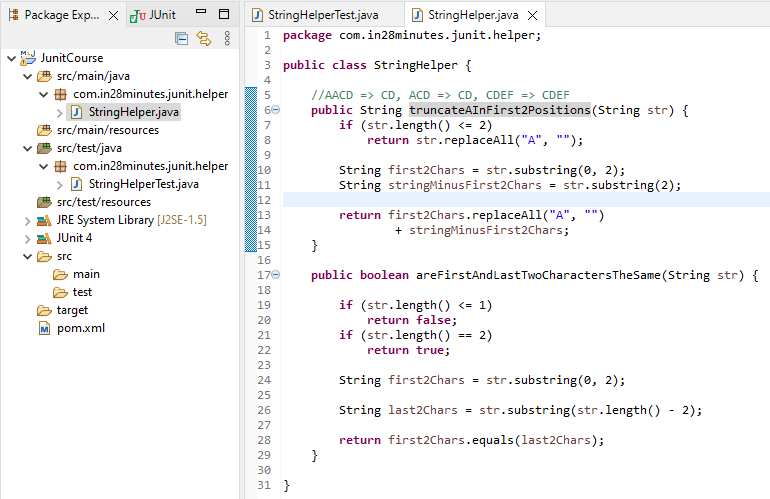 Package Exp...
JUnit
JunitCourse
src/main/java
com.in28minutes.junit.helper
StringHelper.java
src/main/resources
src/test/java
com.in28minutes.junit.helper
StringHelperTest.java
src/test/resources
JRE System Library [J2SE-1.5]
JUnit 4
src
main
test
target
pom.xml
StringHelperTest.java
StringHelper.java
1 package com.in28minutes.junit.helper;
2
3 public class StringHelper {
4
5 //AACD => CD, ACD => CD, CDEF => CDEF
6 public String truncateAInFirst2Positions(String str) {
7 if (str.length() <= 2)
8 return str.replaceAll("A", "");
9
10 String first2Chars = str.substring(0, 2);
11 String stringMinusFirst2Chars = str.substring(2);
12
13 return first2Chars.replaceAll("A", "")
14 + stringMinusFirst2Chars;
15 }
16
17 public boolean areFirstAndLastTwoCharactersTheSame(String str) {
18
19 if (str.length() <= 1)
20 return false;
21 if (str.length() == 2)
22 return true;
23
24 String first2Chars = str.substring(0, 2);
25
26 String last2Chars = str.substring(str.length() - 2);
27
28 return first2Chars.equals(last2Chars);
29 }
30
31 }